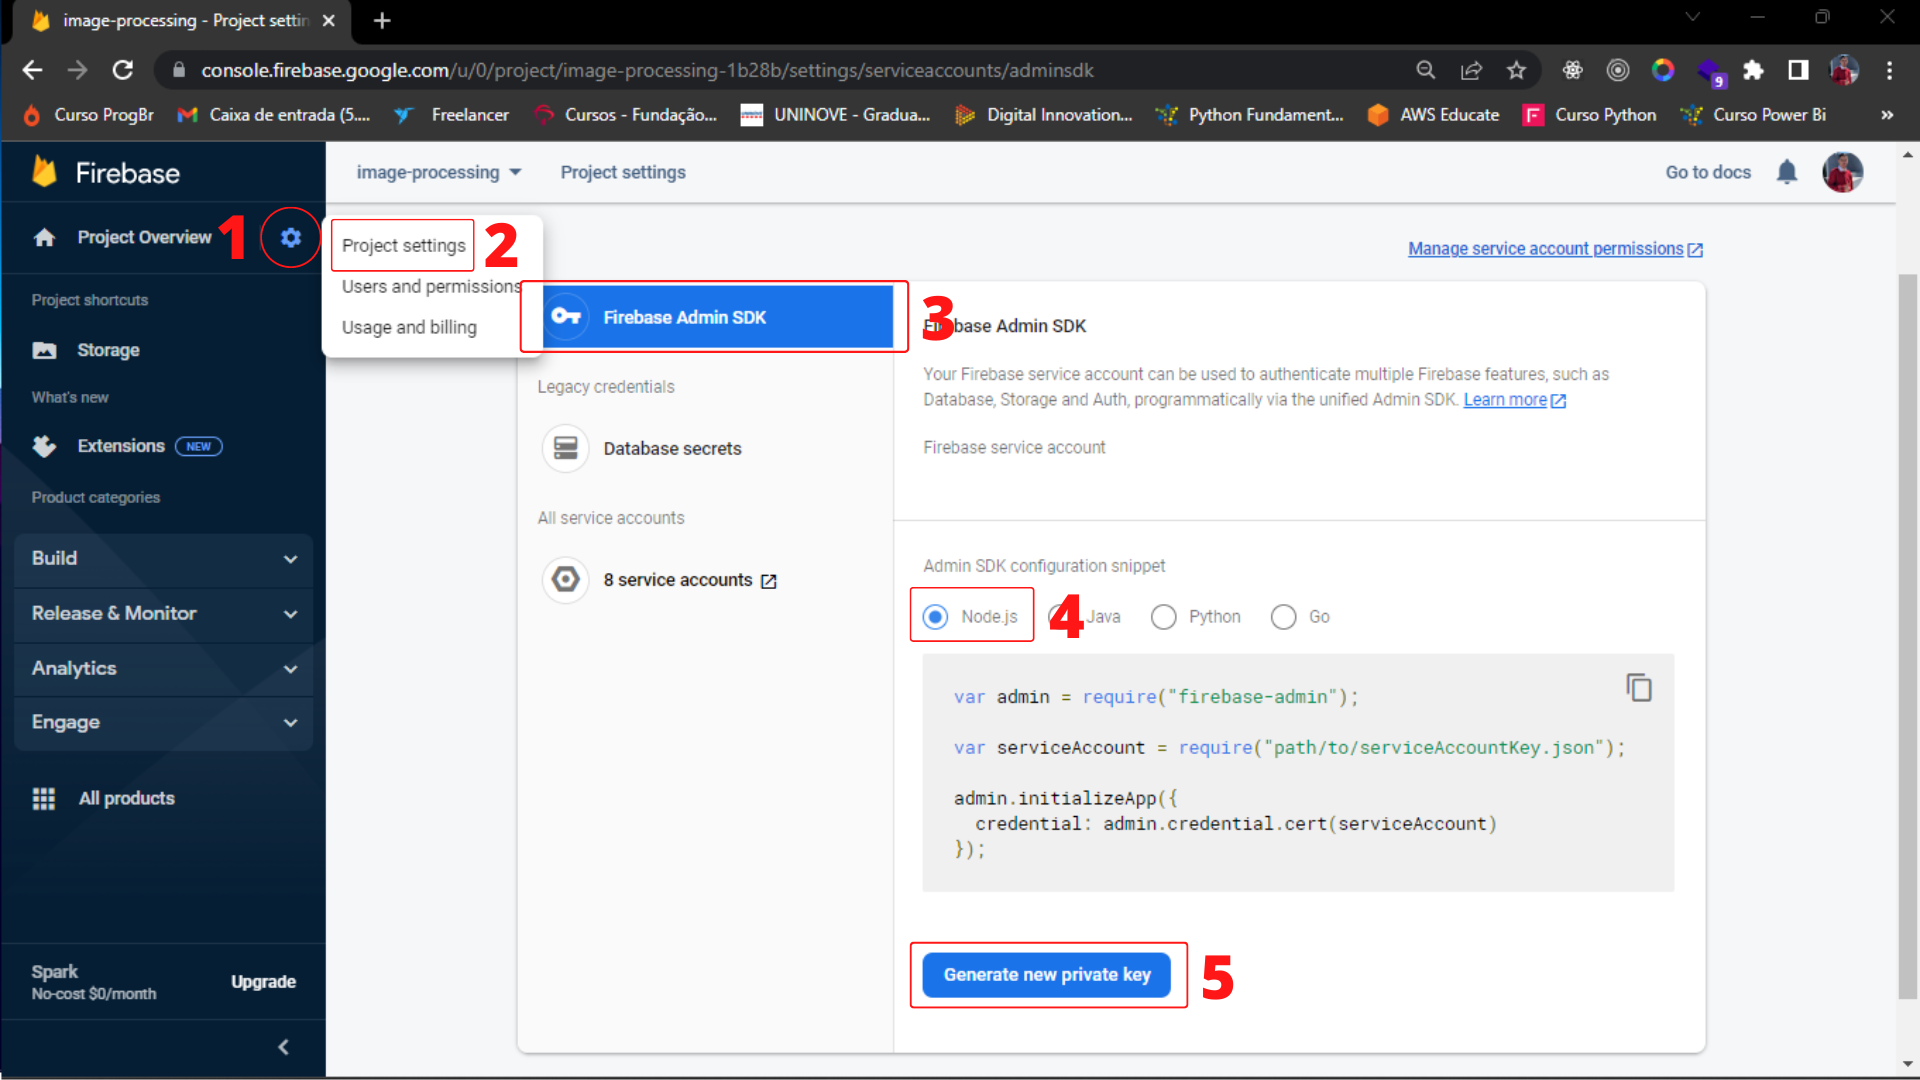 image-processing - Project settin
console.firebase.google.com/u/0/project/image-processing-1b28b/settings/serviceaccounts/adminsdk
9
Curso ProgBr
Caixa de entrada (5....
Freelancer
Cursos - Fundação...
UNINOVE - Gradua...
Digital Innovation...
Python Fundament...
AWS Educate
F
Curso Python
Curso Power Bi
»
Firebase
image-processing
Project settings
Go to docs
Project Overview
1
Project settings
2
Users and permissions
Usage and billing
Manage service account permissions
Project shortcuts
Storage
What's new
Extensions
NEW
Product categories
Build
Release & Monitor
Analytics
Engage
All products
Spark
No-cost $0/month
Upgrade
Firebase Admin SDK
3
Legacy credentials
Database secrets
All service accounts
8 service accounts
Firebase Admin SDK
Your Firebase service account can be used to authenticate multiple Firebase features, such as
Database, Storage and Auth, programmatically via the unified Admin SDK. Learn more
Firebase service account
Admin SDK configuration snippet
Node.js
4
Java
Python
Go
var admin = require("firebase-admin");
var serviceAccount = require("path/to/serviceAccountKey.json");
admin.initializeApp({
  credential: admin.credential.cert(serviceAccount)
});
Generate new private key
5